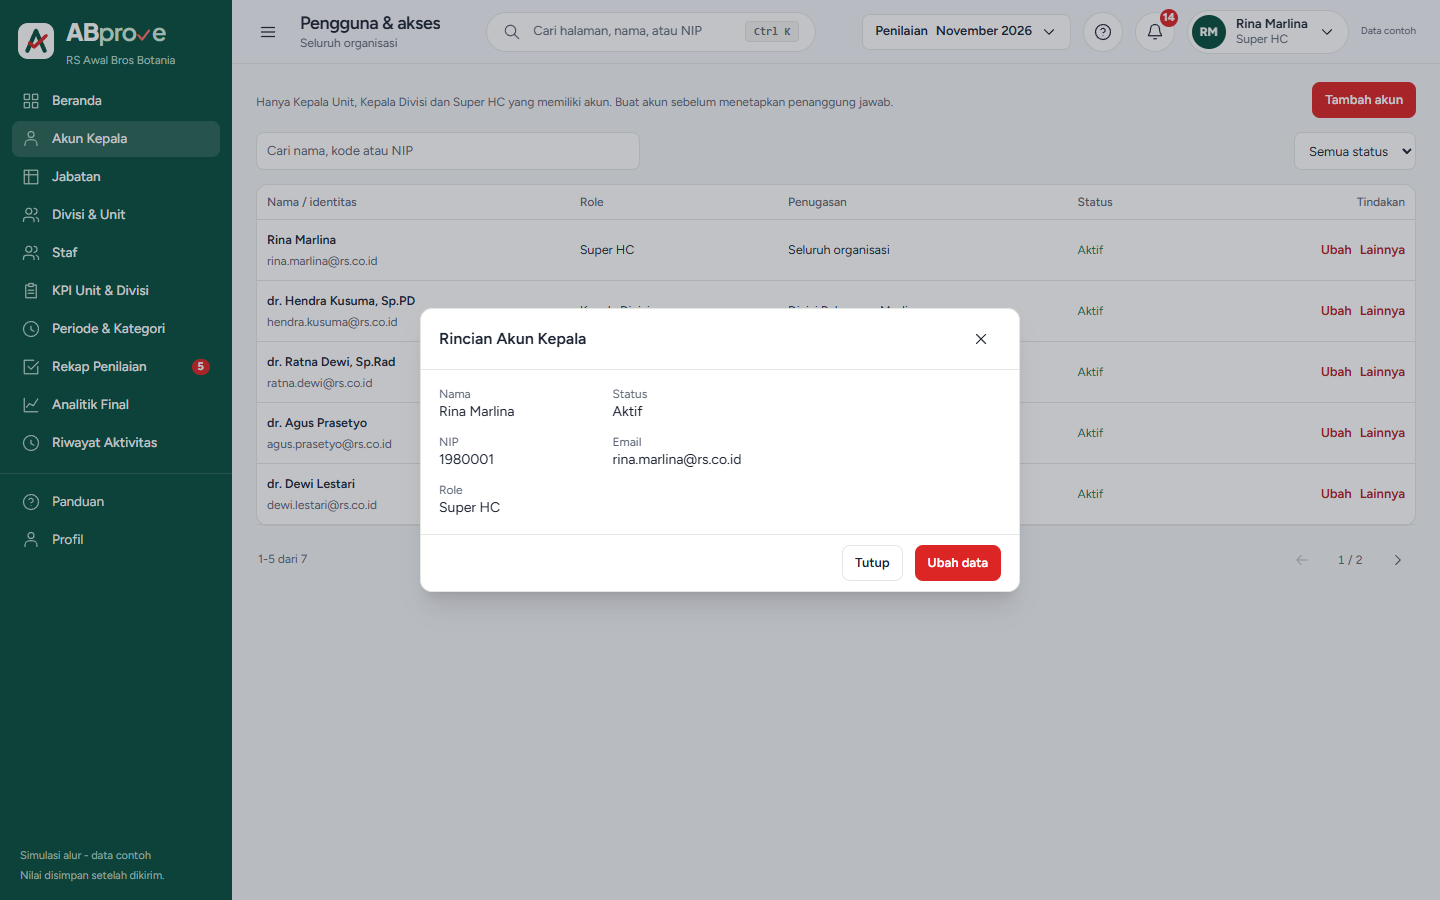 ABprove
RS Awal Bros Botania
Beranda
Akun Kepala
Jabatan
Divisi & Unit
Staf
KPI Unit & Divisi
Periode & Kategori
Rekap Penilaian 5
Analitik Final
Riwayat Aktivitas
Panduan
Profil
Simulasi alur - data contoh
Nilai disimpan setelah dikirim.
Pengguna & akses
Seluruh organisasi
Cari halaman, nama, atau NIP Ctrl K
Penilaian November 2026
14
RM
Rina Marlina
Super HC
Data contoh
Hanya Kepala Unit, Kepala Divisi dan Super HC yang memiliki akun. Buat akun sebelum menetapkan penanggung jawab.
Tambah akun
Cari nama, kode atau NIP
Semua status
Nama / identitas Role Penugasan Status Tindakan
Rina Marlina
rina.marlina@rs.co.id
Super HC Seluruh organisasi Aktif Ubah Lainnya
dr. Hendra Kusuma, Sp.PD
hendra.kusuma@rs.co.id
Aktif Ubah Lainnya
dr. Ratna Dewi, Sp.Rad
ratna.dewi@rs.co.id
Aktif Ubah Lainnya
dr. Agus Prasetyo
agus.prasetyo@rs.co.id
Aktif Ubah Lainnya
dr. Dewi Lestari
dewi.lestari@rs.co.id
Aktif Ubah Lainnya
1-5 dari 7
1 / 2
Rincian Akun Kepala
Nama
Rina Marlina
Status
Aktif
NIP
1980001
Email
rina.marlina@rs.co.id
Role
Super HC
Tutup
Ubah data